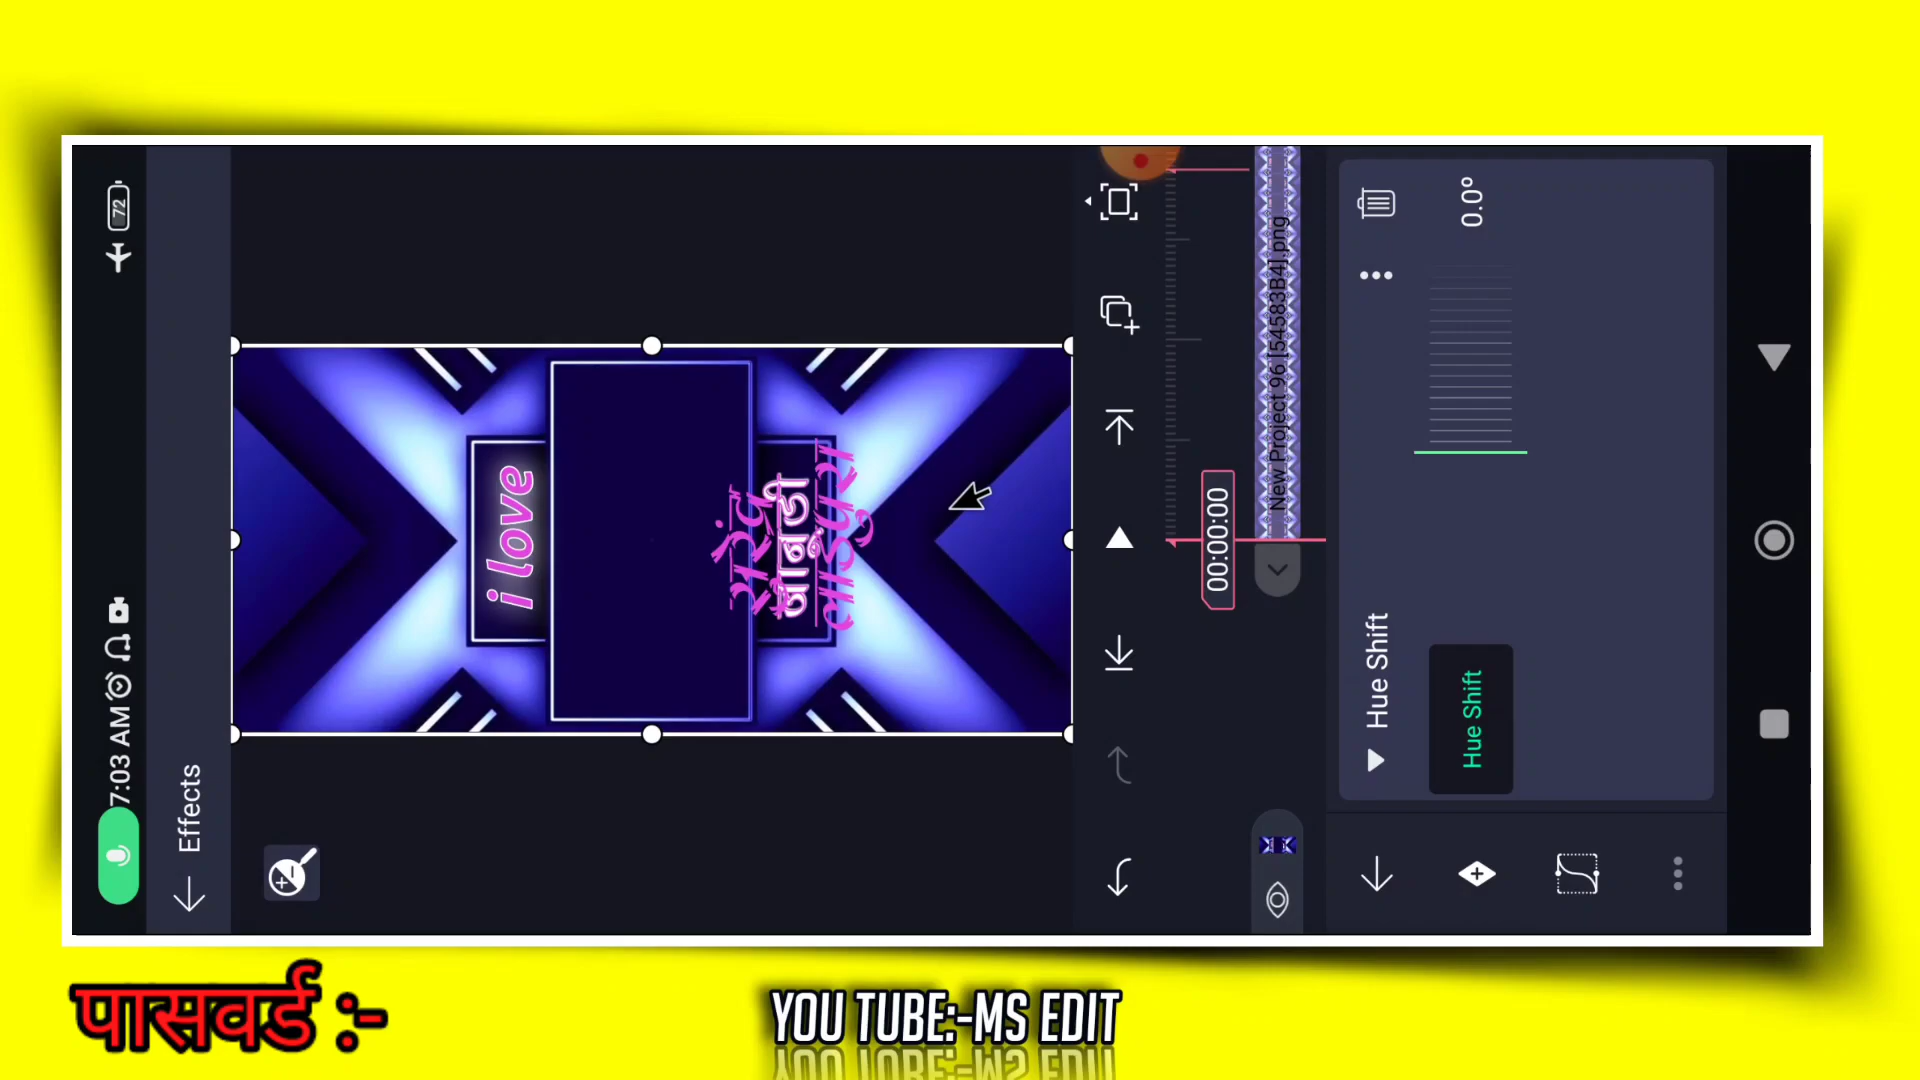 72
7:03 AM
Effects
i love
जानूडी
00:00:00
New Project 96 [54583B4].png
0.0°
Hue Shift
Hue Shift
पासवर्ड :-
YOU TUBE:-MS EDIT